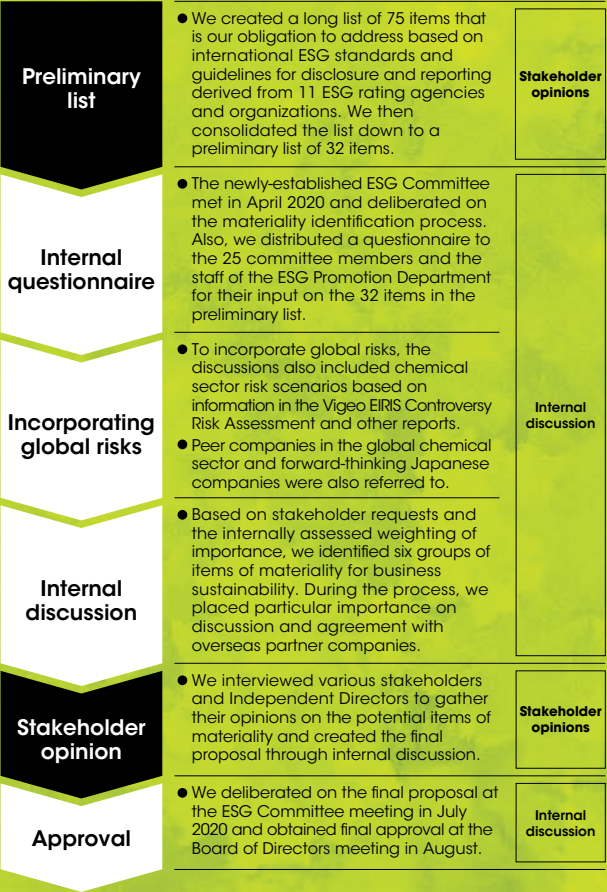 Preliminary
list
● We created a long list of 75 items that
is our obligation to address based on
international ESG standards and
guidelines for disclosure and reporting
derived from 11 ESG rating agencies
and organizations. We then
consolidated the list down to a
preliminary list of 32 items.
Stakeholder
opinions
Internal
questionnaire
● The newly-established ESG Committee
met in April 2020 and deliberated on
the materiality identification process.
Also, we distributed a questionnaire to
the 25 committee members and the
staff of the ESG Promotion Department
for their input on the 32 items in the
preliminary list.
Incorporating
global risks
● To incorporate global risks, the
discussions also included chemical
sector risk scenarios based on
information in the Vigeo EIRIS Controversy
Risk Assessment and other reports.
● Peer companies in the global chemical
sector and forward-thinking Japanese
companies were also referred to.
Internal
discussion
Internal
discussion
● Based on stakeholder requests and
the internally assessed weighting of
importance, we identified six groups of
items of materiality for business
sustainability. During the process, we
placed particular importance on
discussion and agreement with
overseas partner companies.
Stakeholder
opinion
● We interviewed various stakeholders
and Independent Directors to gather
their opinions on the potential items of
materiality and created the final
proposal through internal discussion.
Stakeholder
opinions
Approval
● We deliberated on the final proposal at
the ESG Committee meeting in July
2020 and obtained final approval at the
Board of Directors meeting in August.
Internal
discussion